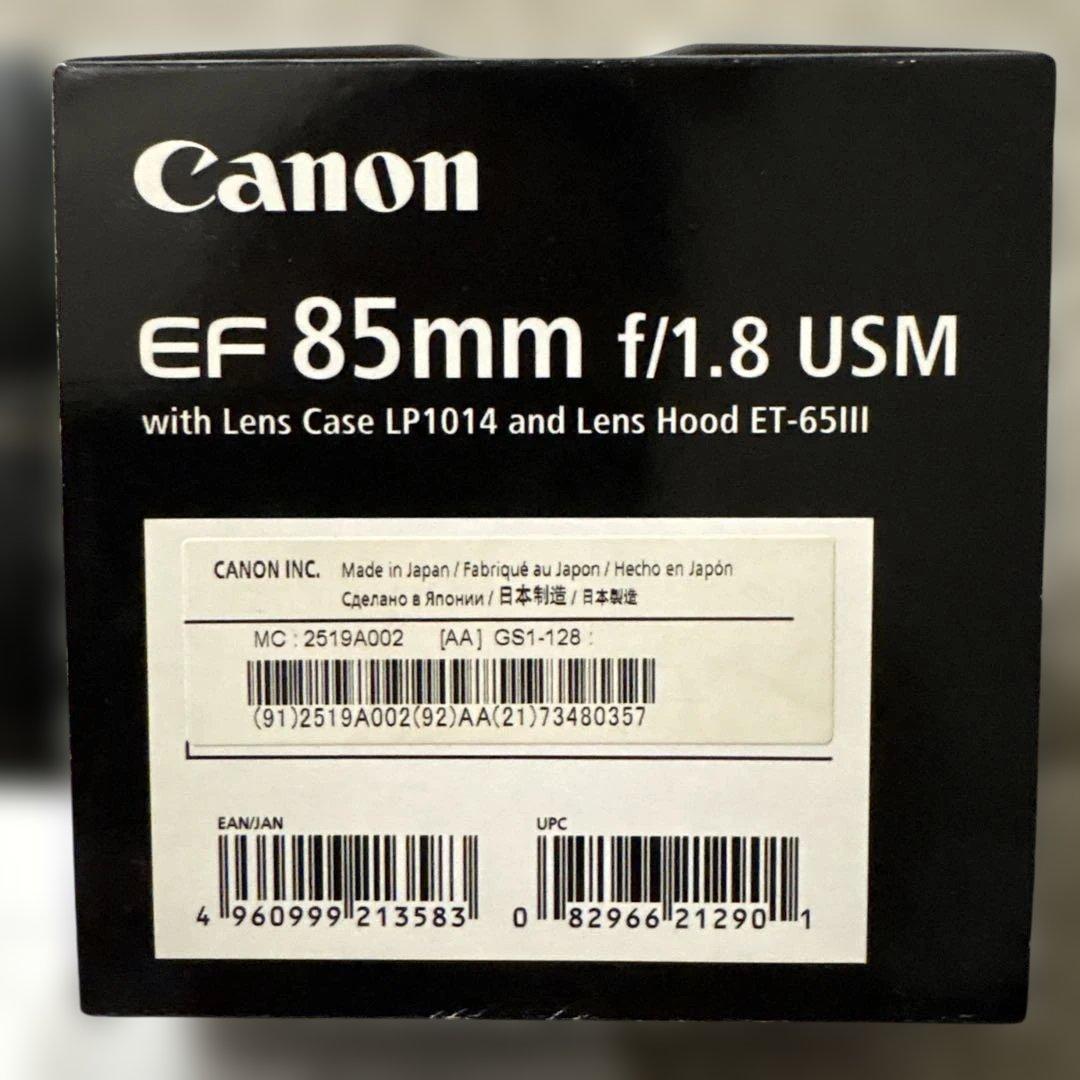 Canon
EF 85mm f/1.8 USM
with Lens Case LP1014 and Lens Hood ET-65III
CANON INC. Made in Japan / Fabriqué au Japon / Hecho en Japón
Сделано в Японии / 日本制造 / 日本製造
MC : 2519A002 [AA] GS1-128 :
(91)2519A002(92)AA(21)73480357
EAN/JAN UPC
4 960999 213583 0 82966 21290 1